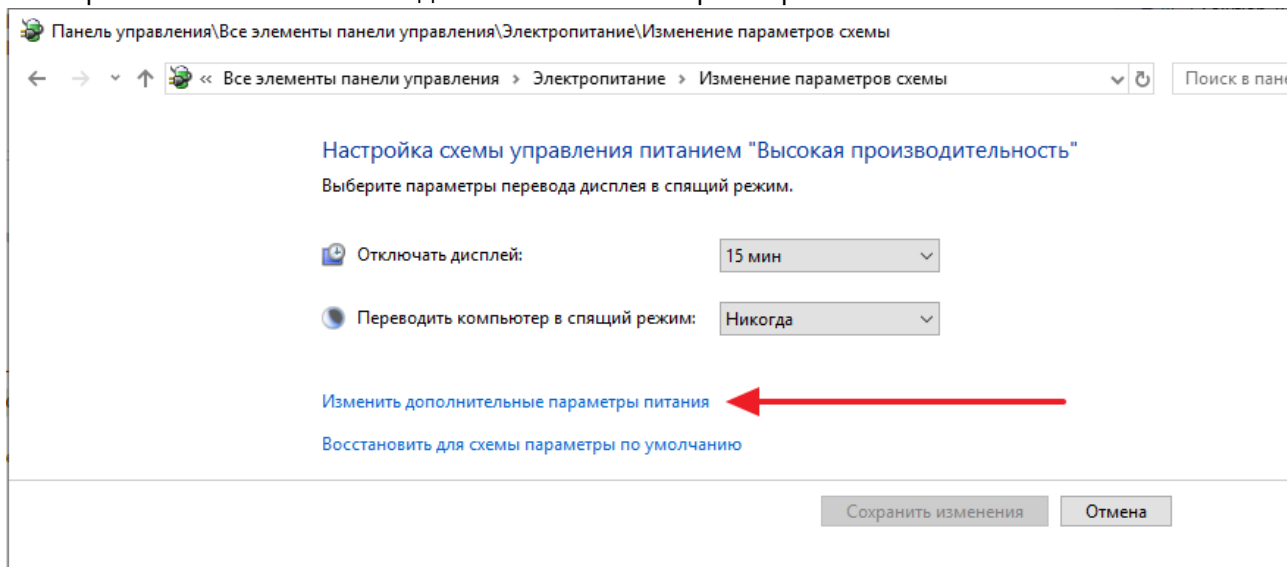 Панель управления\Все элементы панели управления\Электропитание\Изменение параметров схемы
« Все элементы панели управления > Электропитание > Изменение параметров схемы
Поиск в пан
Настройка схемы управления питанием "Высокая производительность"
Выберите параметры перевода дисплея в спящий режим.
Отключать дисплей: 15 мин
Переводить компьютер в спящий режим: Никогда
Изменить дополнительные параметры питания
Восстановить для схемы параметры по умолчанию
Сохранить изменения Отмена